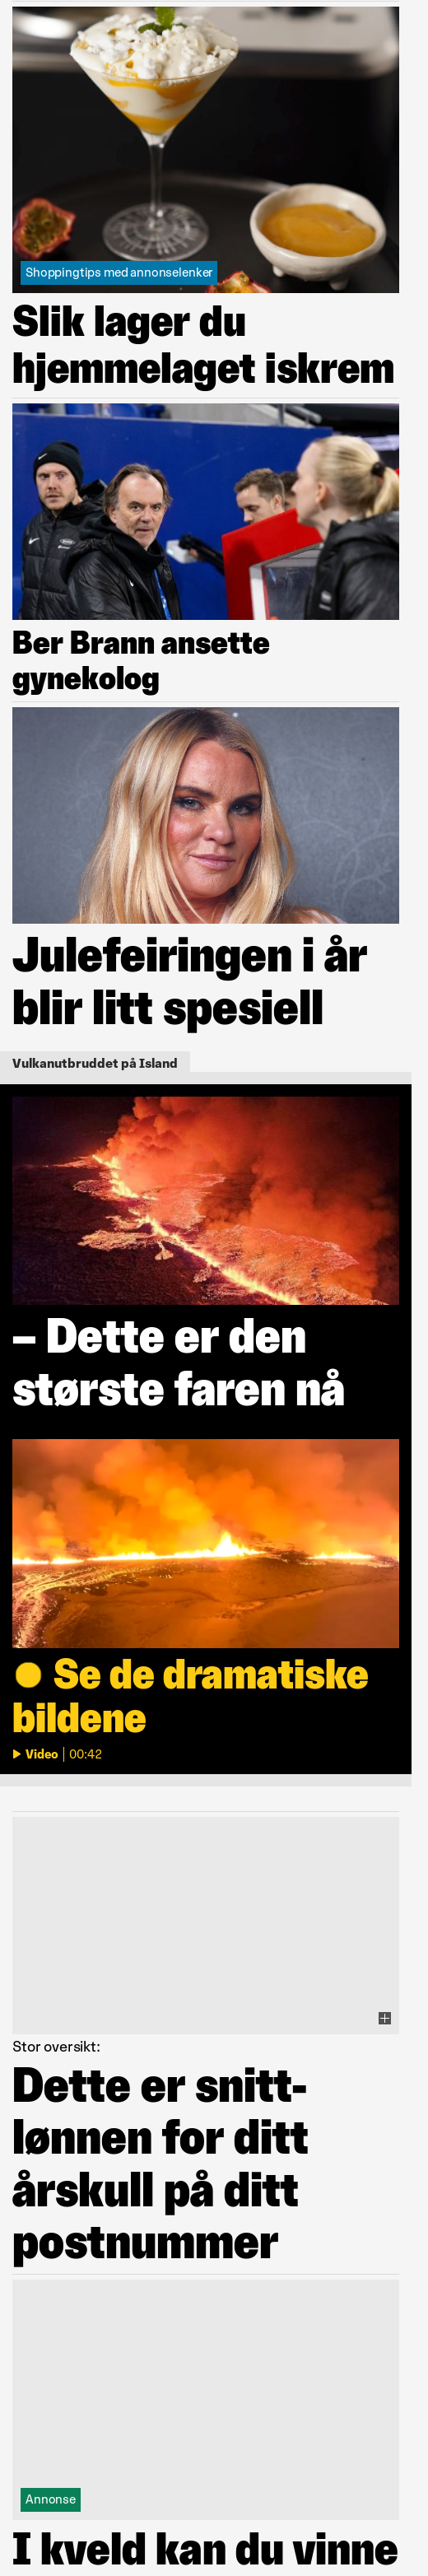 Shoppingtips med annonselenker
Slik lager du
hjemmelaget iskrem
Ber Brann ansette
gynekolog
Julefeiringen i år
blir litt spesiell
Vulkanutbruddet på Island
– Dette er den
største faren nå
Se de dramatiske
bildene
Video | 00:42
Stor oversikt:
Dette er snitt-
lønnen for ditt
årskull på ditt
postnummer
Annonse
I kveld kan du vinne